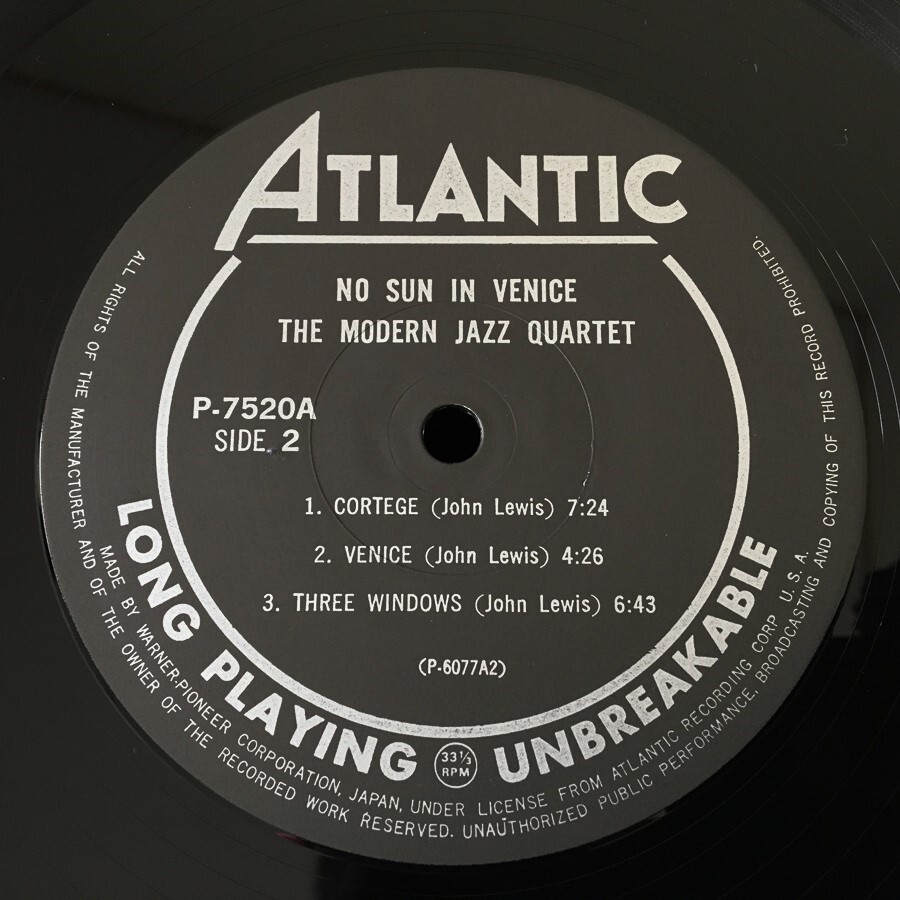 ATLANTIC
NO SUN IN VENICE
THE MODERN JAZZ QUARTET
P-7520A
SIDE. 2
1. CORTEGE (John Lewis) 7:24
2. VENICE (John Lewis) 4:26
3. THREE WINDOWS (John Lewis) 6:43
(P-6077A2)
LONG PLAYING 33⅓ RPM UNBREAKABLE
MADE BY WARNER-PIONEER CORPORATION, JAPAN, UNDER LICENSE FROM ATLANTIC RECORDING CORP. U. S. A.
ALL RIGHTS OF THE MANUFACTURER AND OF THE OWNER OF THE RECORDED WORK RESERVED. UNAUTHORIZED PUBLIC PERFORMANCE, BROADCASTING AND COPYING OF THIS RECORD PROHIBITED.